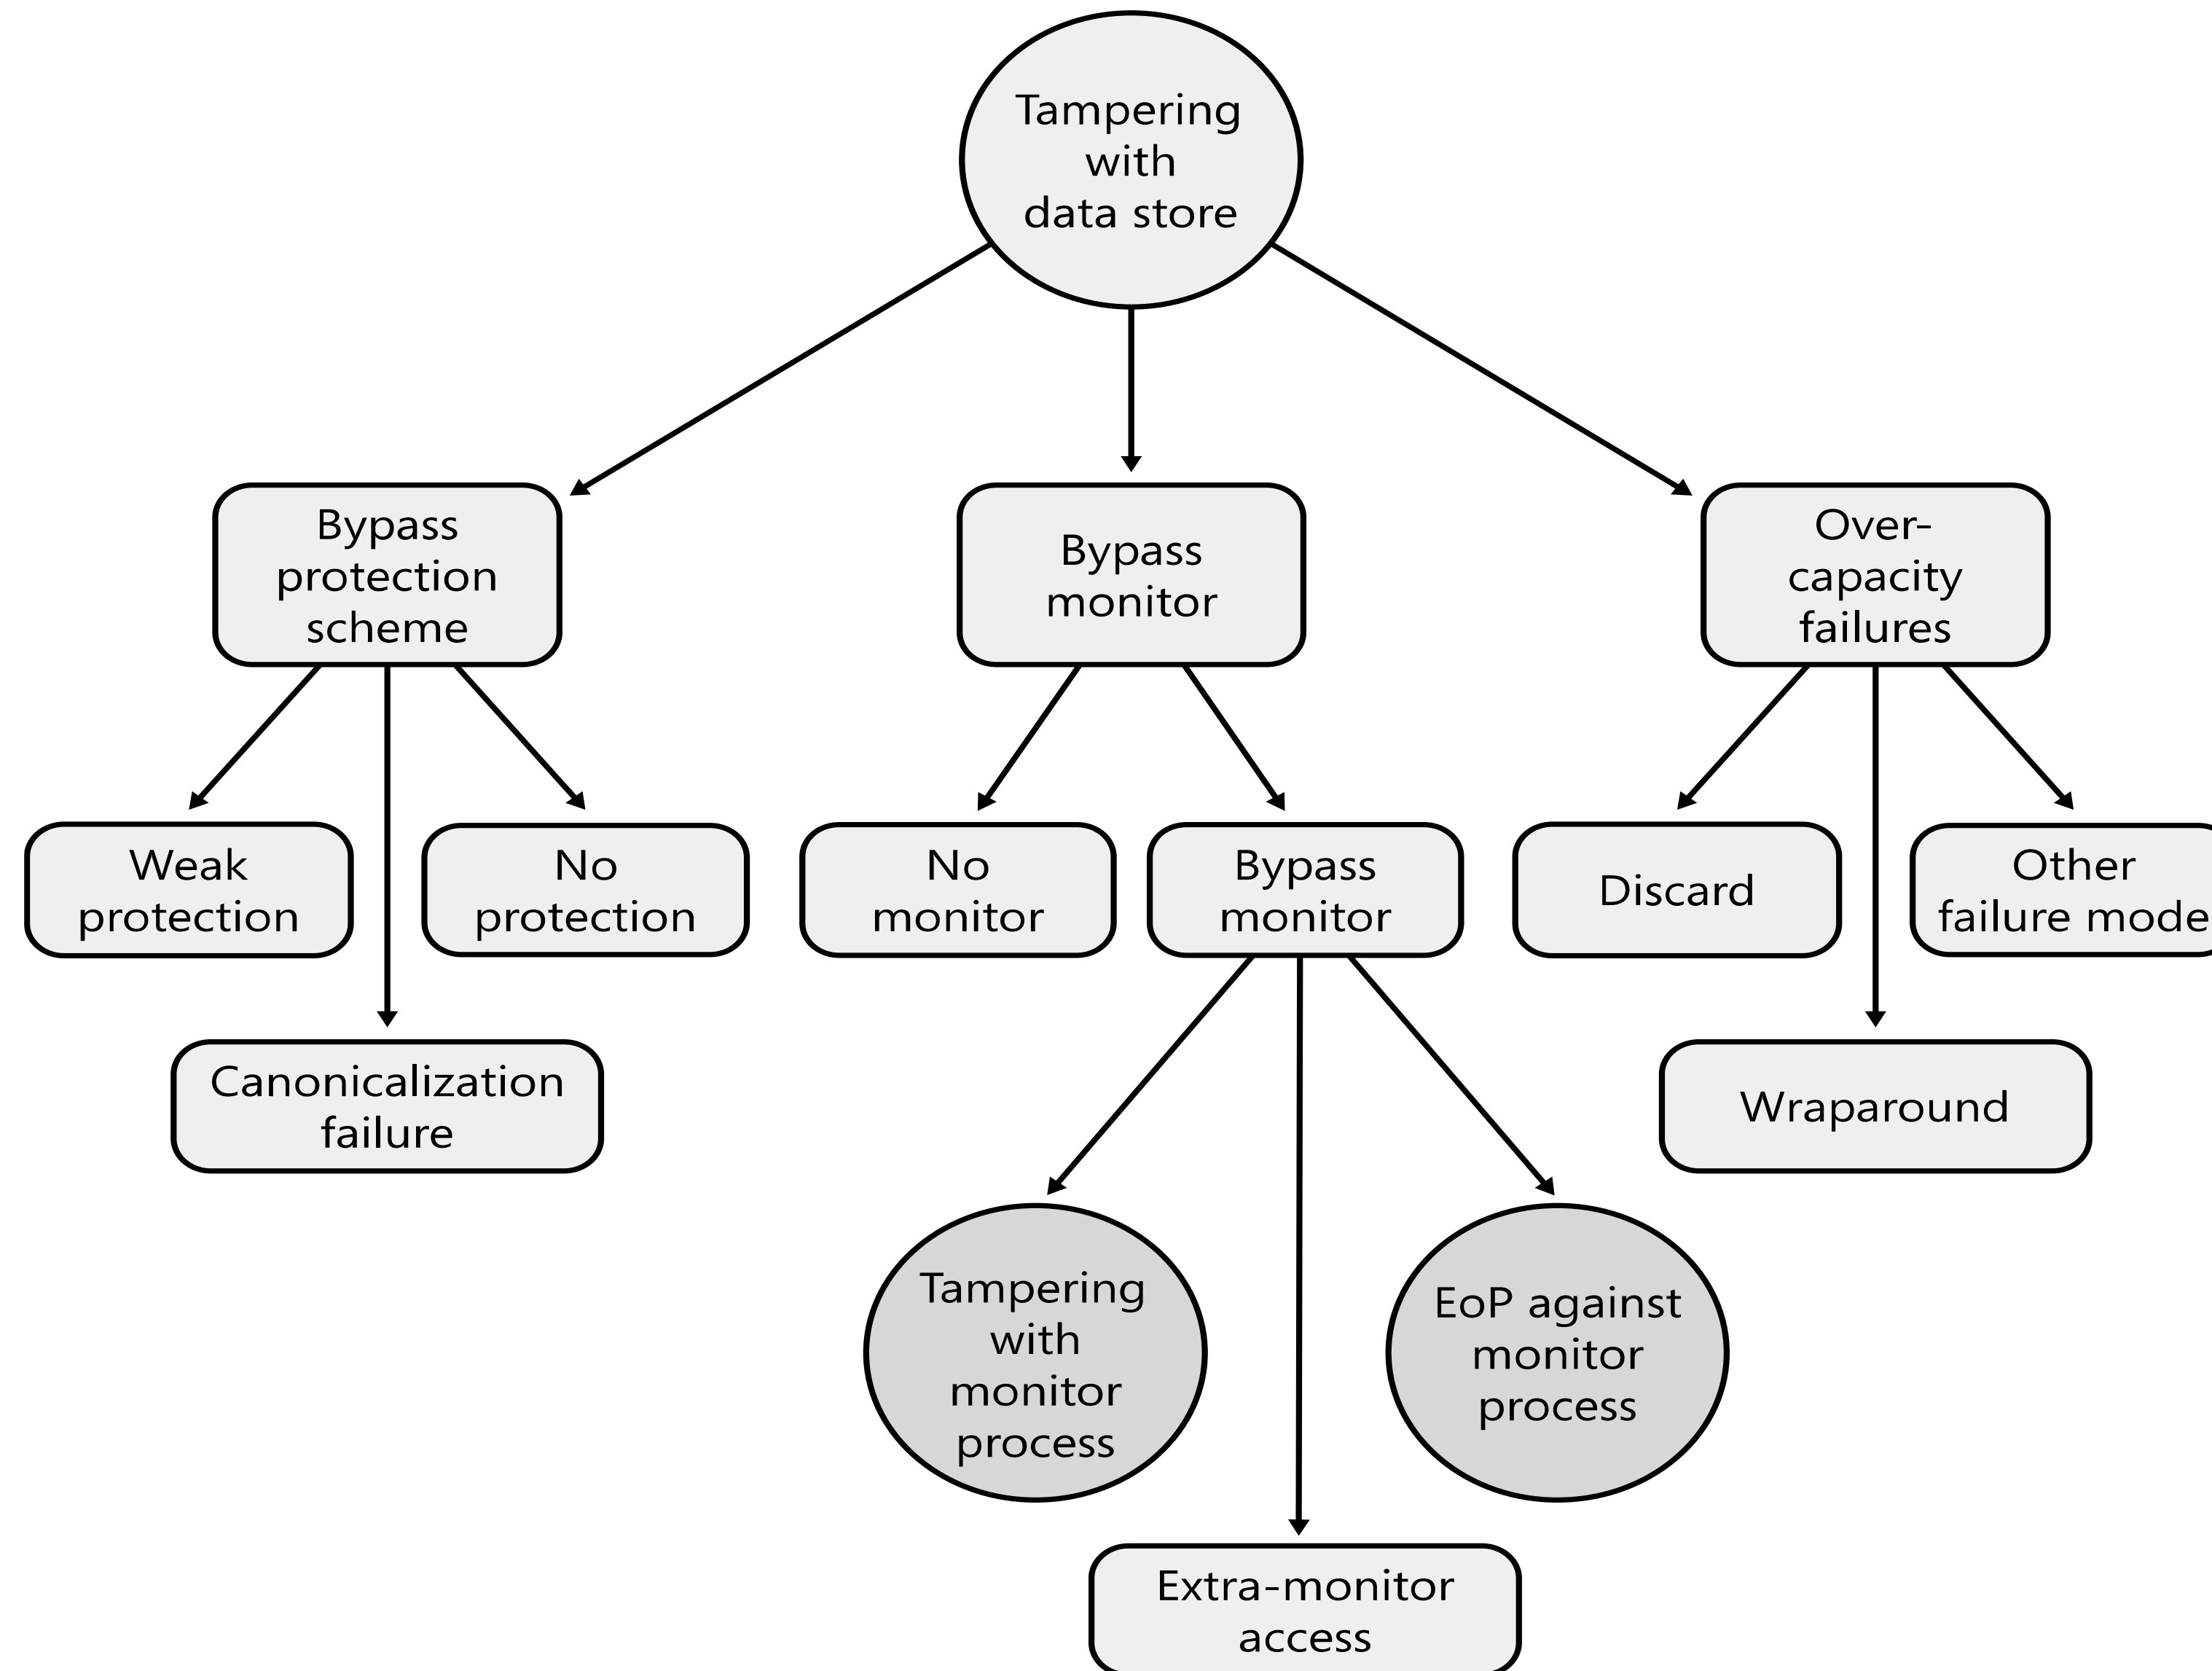 Tampering
with
data store
Bypass
protection
scheme
Bypass
monitor
Over-
capacity
failures
Weak
protection
No
protection
No
monitor
Bypass
monitor
Discard
Other
failure mode
Canonicalization
failure
Wraparound
Tampering
with
monitor
process
EoP against
monitor
process
Extra-monitor
access